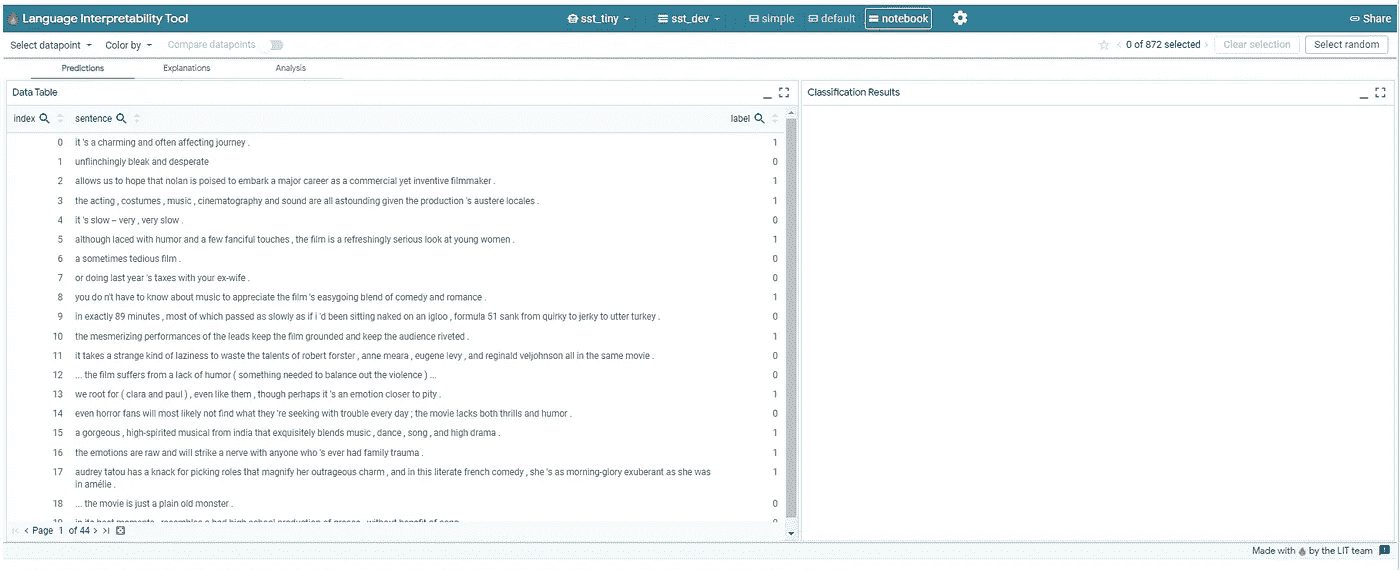 Language Interpretability Tool sst_tiny sst_dev simple default notebook Share
Select datapoint Color by Compare datapoints 0 of 872 selected Clear selection Select random
Predictions Explanations Analysis
Data Table Classification Results
index sentence label
0 it 's a charming and often affecting journey . 1
1 unflinchingly bleak and desperate 0
2 allows us to hope that nolan is poised to embark a major career as a commercial yet inventive filmmaker . 1
3 the acting , costumes , music , cinematography and sound are all astounding given the production 's austere locales . 1
4 it 's slow -- very , very slow . 0
5 although laced with humor and a few fanciful touches , the film is a refreshingly serious look at young women . 1
6 a sometimes tedious film . 0
7 or doing last year 's taxes with your ex-wife . 0
8 you do n't have to know about music to appreciate the film 's easygoing blend of comedy and romance . 1
9 in exactly 89 minutes , most of which passed as slowly as if i 'd been sitting naked on an igloo , formula 51 sank from quirky to jerky to utter turkey . 0
10 the mesmerizing performances of the leads keep the film grounded and keep the audience riveted . 1
11 it takes a strange kind of laziness to waste the talents of robert forster , anne meara , eugene levy , and reginald veljohnson all in the same movie . 0
12 ... the film suffers from a lack of humor ( something needed to balance out the violence ) ... 0
13 we root for ( clara and paul ) , even like them , though perhaps it 's an emotion closer to pity . 1
14 even horror fans will most likely not find what they 're seeking with trouble every day ; the movie lacks both thrills and humor . 0
15 a gorgeous , high-spirited musical from india that exquisitely blends music , dance , song , and high drama . 1
16 the emotions are raw and will strike a nerve with anyone who 's ever had family trauma . 1
17 audrey tatou has a knack for picking roles that magnify her outrageous charm , and in this literate french comedy , she 's as morning-glory exuberant as she was 1
in amélie .
18 ... the movie is just a plain old monster . 0
19 in its best moments , resembles a bad high school production of grease , without benefit of song . 0
Page 1 of 44
Made with by the LIT team